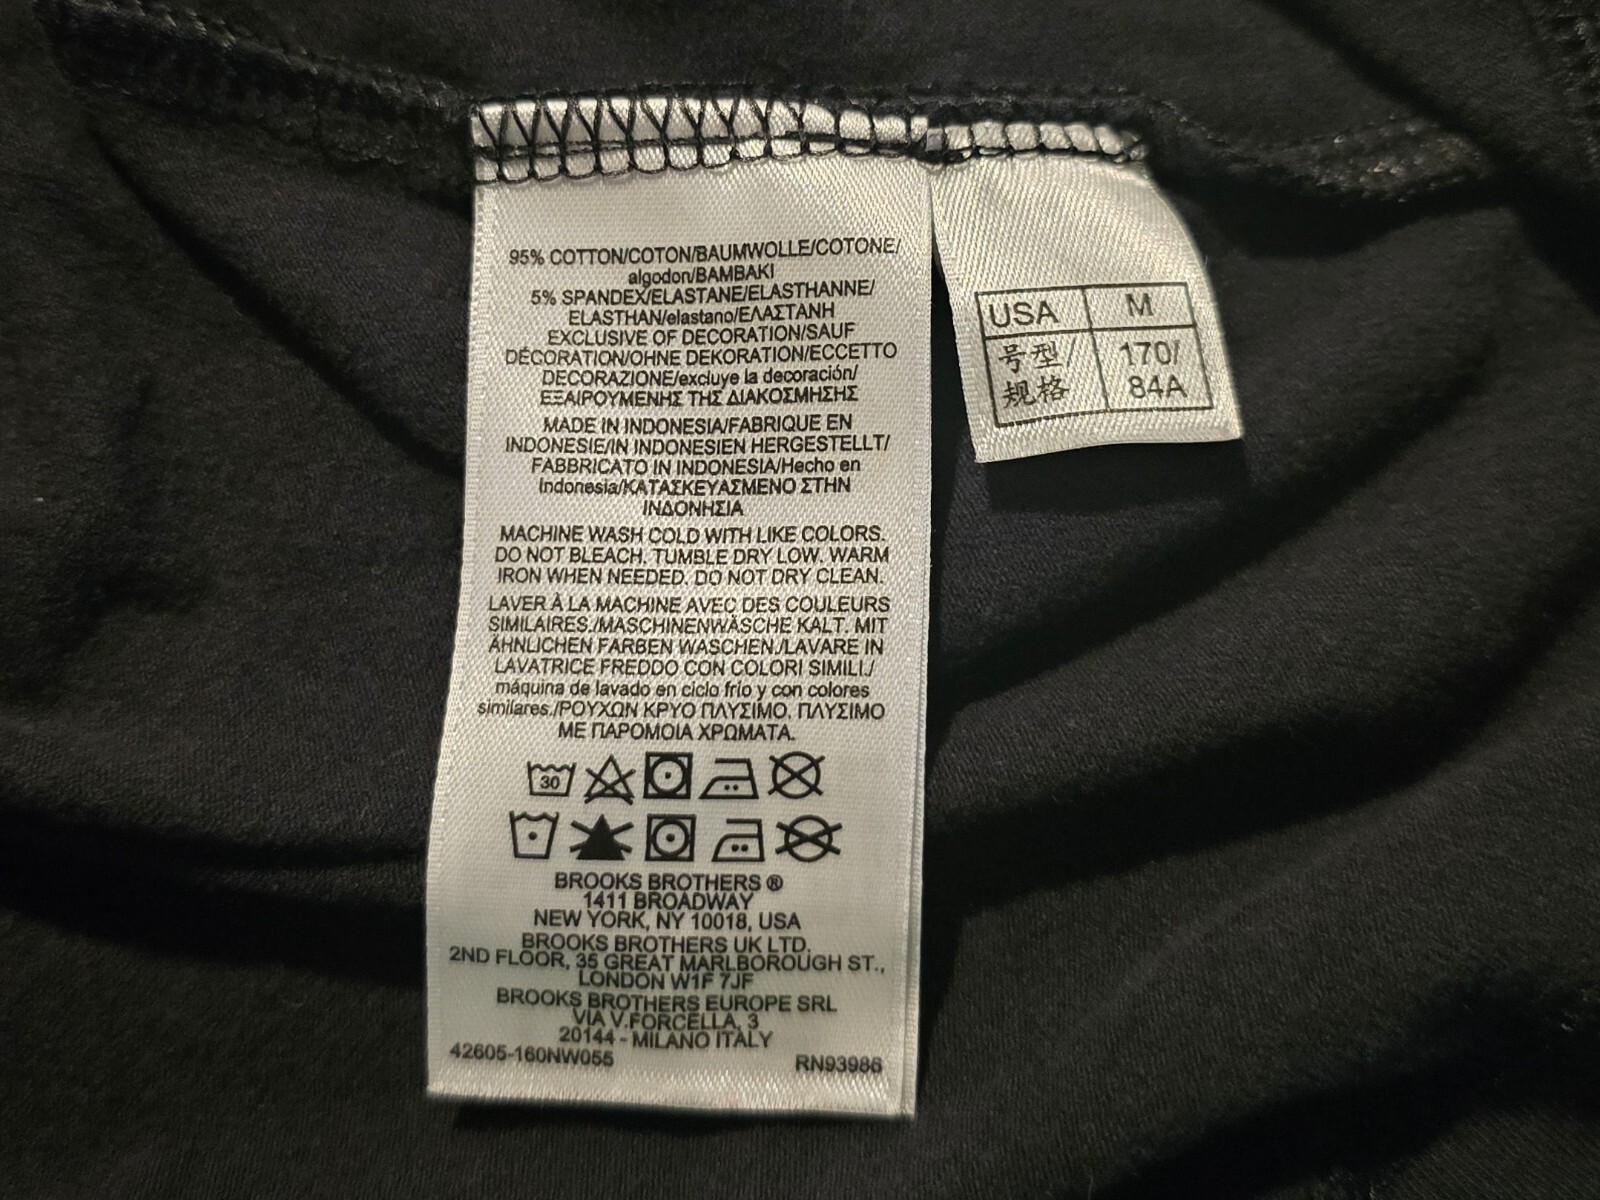 95% COTTON/COTON/BAUMWOLLE/COTONE/
algodon/BAMBAKI
5% SPANDEX/ELASTANE/ELASTHANNE/
ELASTHAN/elastano/ΕΛΑΣΤΑΝΗ
EXCLUSIVE OF DECORATION/SAUF
DÉCORATION/OHNE DEKORATION/ECCETTO
DECORAZIONE/excluye la decoración/
ΕΞΑΙΡΟΥΜΕΝΗΣ ΤΗΣ ΔΙΑΚΟΣΜΗΣΗΣ
MADE IN INDONESIA/FABRIQUE EN
INDONESIE/IN INDONESIEN HERGESTELLT/
FABBRICATO IN INDONESIA/Hecho en
Indonesia/ΚΑΤΑΣΚΕΥΑΣΜΕΝΟ ΣΤΗΝ
ΙΝΔΟΝΗΣΙΑ
MACHINE WASH COLD WITH LIKE COLORS.
DO NOT BLEACH. TUMBLE DRY LOW. WARM
IRON WHEN NEEDED. DO NOT DRY CLEAN.
LAVER À LA MACHINE AVEC DES COULEURS
SIMILAIRES./MASCHINENWÄSCHE KALT. MIT
ÄHNLICHEN FARBEN WASCHEN./LAVARE IN
LAVATRICE FREDDO CON COLORI SIMILI./
máquina de lavado en ciclo frío y con colores
similares./ΡΟΥΧΩΝ ΚΡΥΟ ΠΛΥΣΙΜΟ. ΠΛΥΣΙΜΟ
ΜΕ ΠΑΡΟΜΟΙΑ ΧΡΩΜΑΤΑ.
30
BROOKS BROTHERS ®
1411 BROADWAY
NEW YORK, NY 10018, USA
BROOKS BROTHERS UK LTD.
2ND FLOOR, 35 GREAT MARLBOROUGH ST.,
LONDON W1F 7JF
BROOKS BROTHERS EUROPE SRL
VIA V.FORCELLA, 3
20144 - MILANO ITALY
42605-160NW055 RN93986
USA M
号型/ 170/
规格 84A